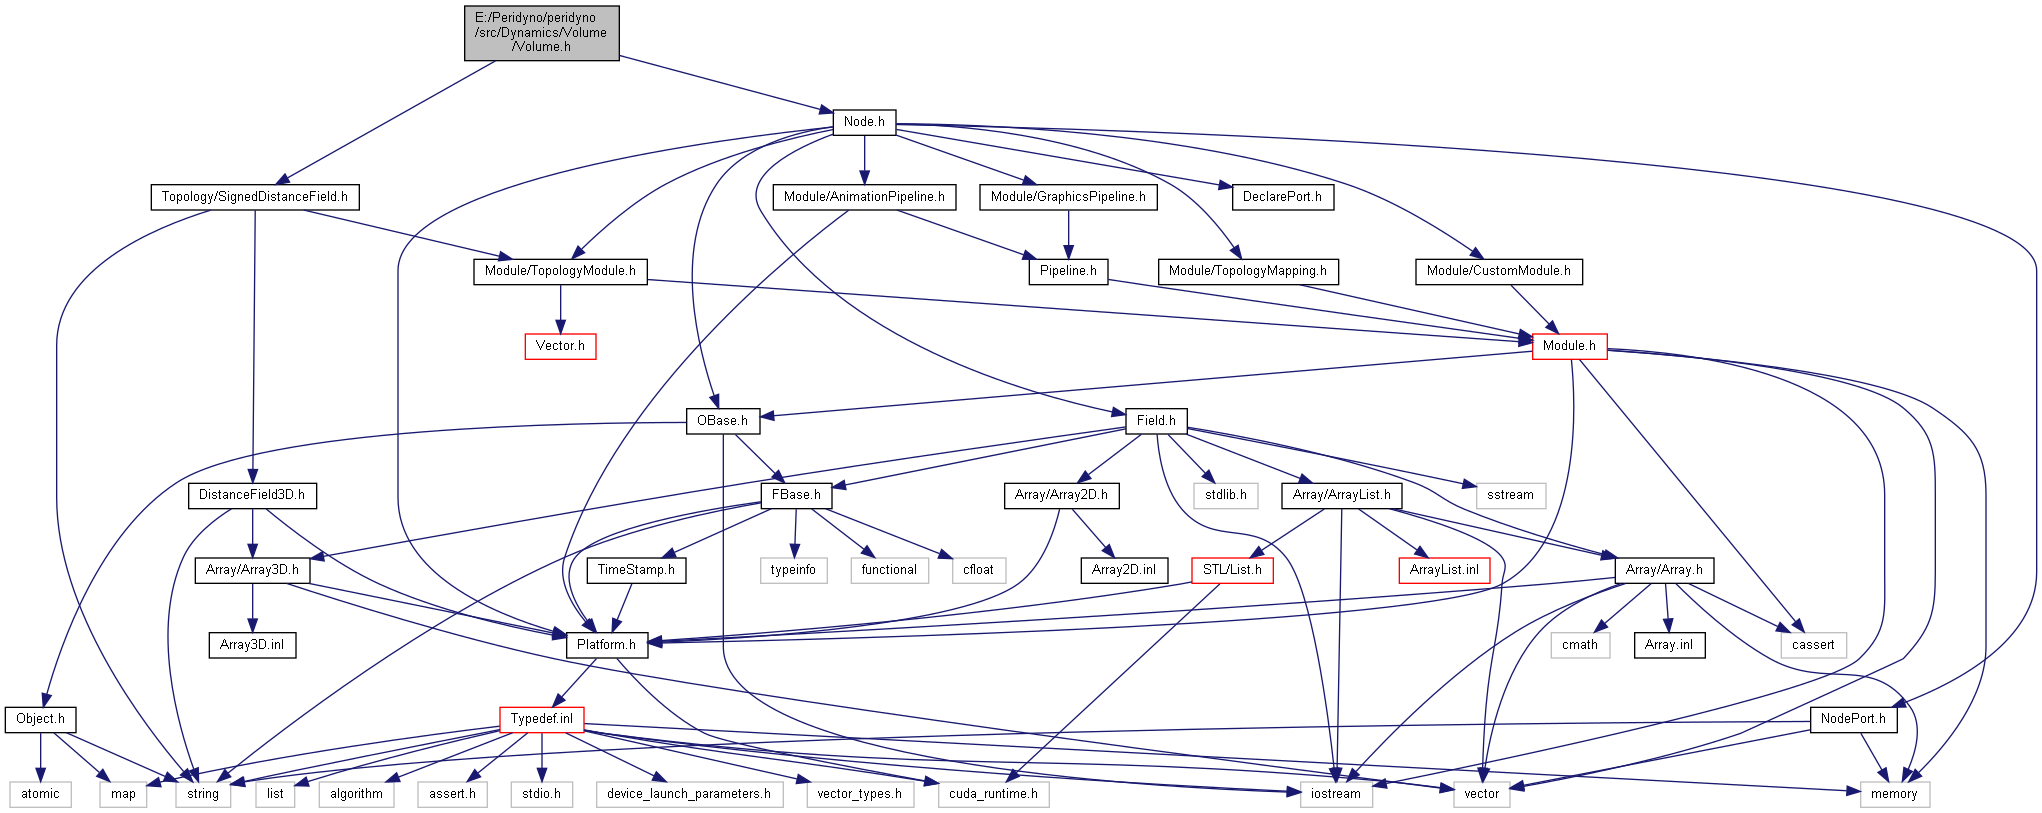 E:/Peridyno/peridyno
/src/Dynamics/Volume
/Volume.h
Node.h
Topology/SignedDistanceField.h
Module/AnimationPipeline.h
Module/GraphicsPipeline.h
DeclarePort.h
Module/TopologyModule.h
Pipeline.h
Module/TopologyMapping.h
Module/CustomModule.h
Vector.h
Module.h
OBase.h
Field.h
DistanceField3D.h
FBase.h
Array/Array2D.h
stdlib.h
Array/ArrayList.h
sstream
Array/Array3D.h
TimeStamp.h
typeinfo
functional
cfloat
Array2D.inl
STL/List.h
ArrayList.inl
Array/Array.h
Array3D.inl
Platform.h
cmath
Array.inl
cassert
Object.h
Typedef.inl
NodePort.h
atomic
map
string
list
algorithm
assert.h
stdio.h
device_launch_parameters.h
vector_types.h
cuda_runtime.h
iostream
vector
memory